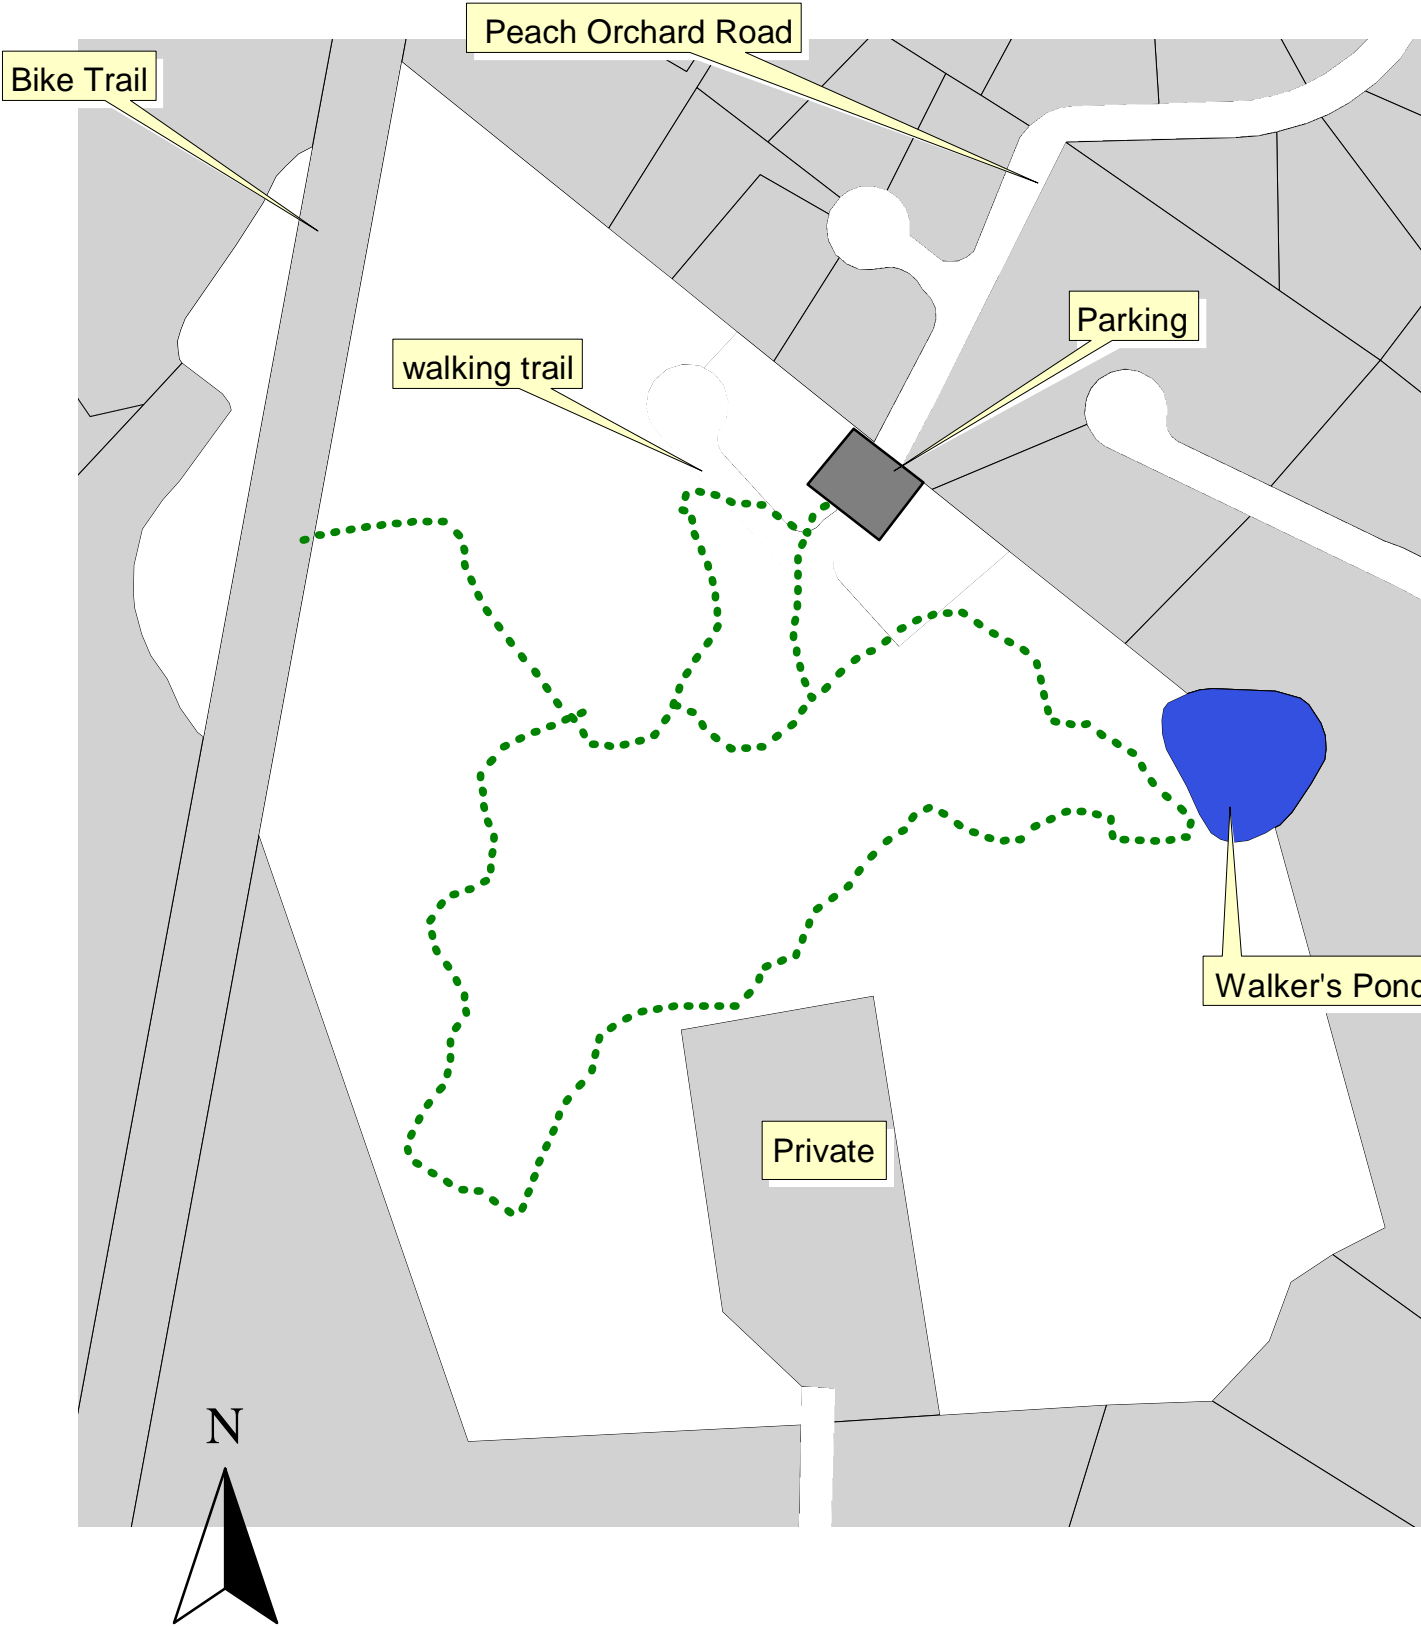 Peach Orchard Road
Bike Trail
Parking
walking trail
Walker's Pond
Private
N